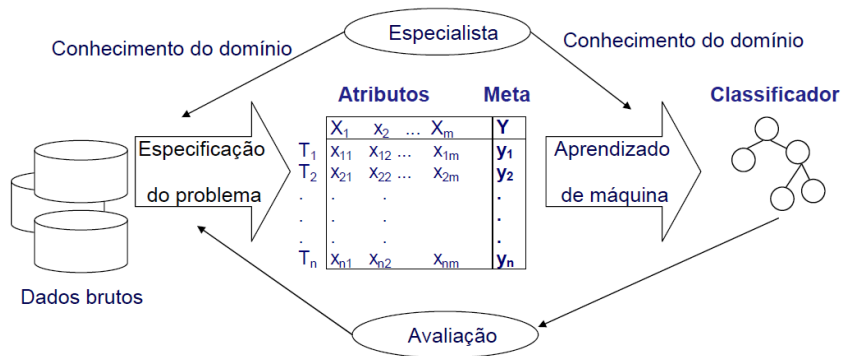 Especialista
Conhecimento do domínio
Conhecimento do domínio
Atributos Meta Classificador
X₁ x₂ ... Xₘ Y
Especificação
do problema
T₁ x₁₁ x₁₂ ... x₁ₘ y₁
T₂ x₂₁ x₂₂ ... x₂ₘ y₂
. . . .
. . . .
. . . .
Tₙ xₙ₁ xₙ₂ xₙₘ yₙ
Aprendizado
de máquina
Dados brutos
Avaliação